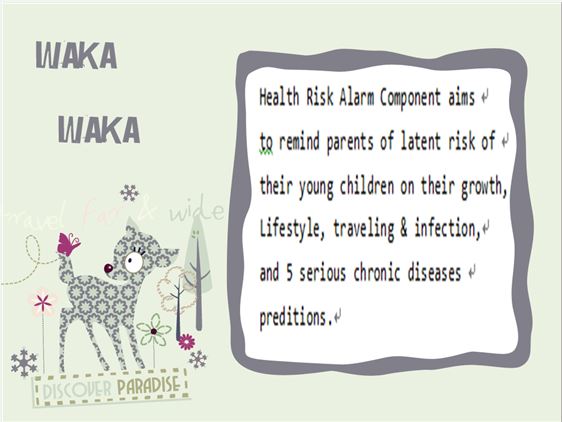 WAKA
WAKA
Health Risk Alarm Component aims
to remind parents of latent risk of
their young children on their growth,
Lifestyle, traveling & infection,
and 5 serious chronic diseases
preditions.
travel far & wide
DISCOVER PARADISE